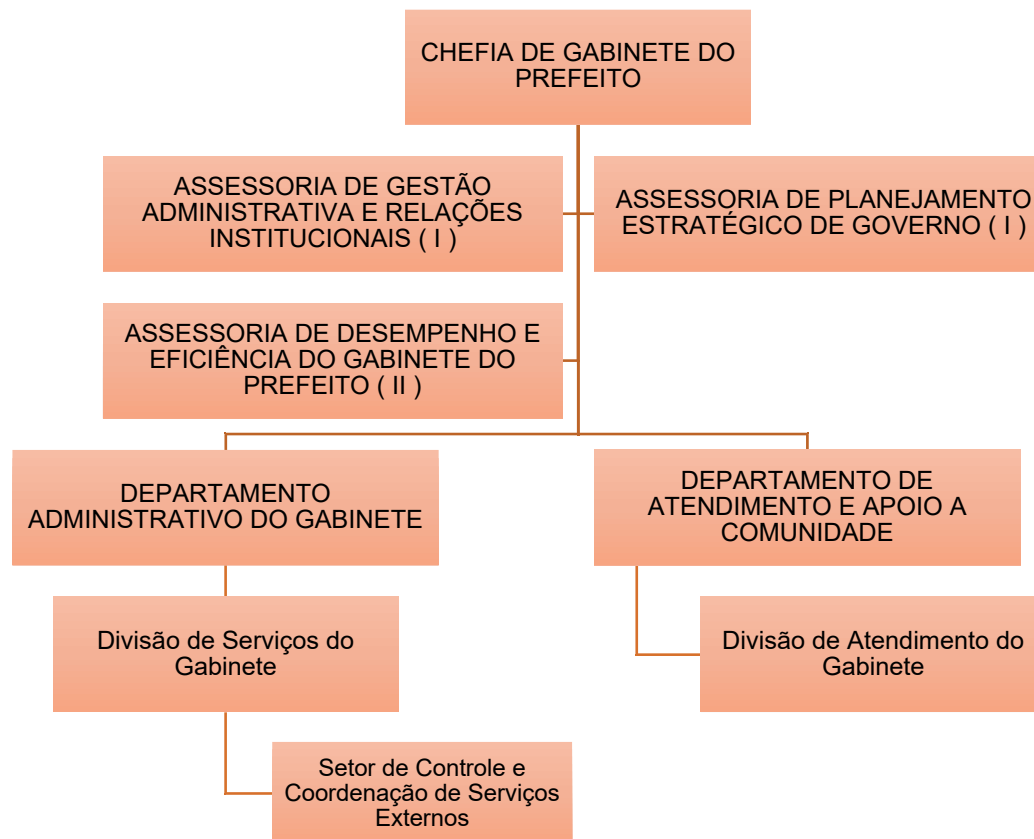 CHEFIA DE GABINETE DO
PREFEITO
ASSESSORIA DE GESTÃO
ADMINISTRATIVA E RELAÇÕES
INSTITUCIONAIS ( I )
ASSESSORIA DE PLANEJAMENTO
ESTRATÉGICO DE GOVERNO ( I )
ASSESSORIA DE DESEMPENHO E
EFICIÊNCIA DO GABINETE DO
PREFEITO ( II )
DEPARTAMENTO
ADMINISTRATIVO DO GABINETE
DEPARTAMENTO DE
ATENDIMENTO E APOIO A
COMUNIDADE
Divisão de Serviços do
Gabinete
Divisão de Atendimento do
Gabinete
Setor de Controle e
Coordenação de Serviços
Externos